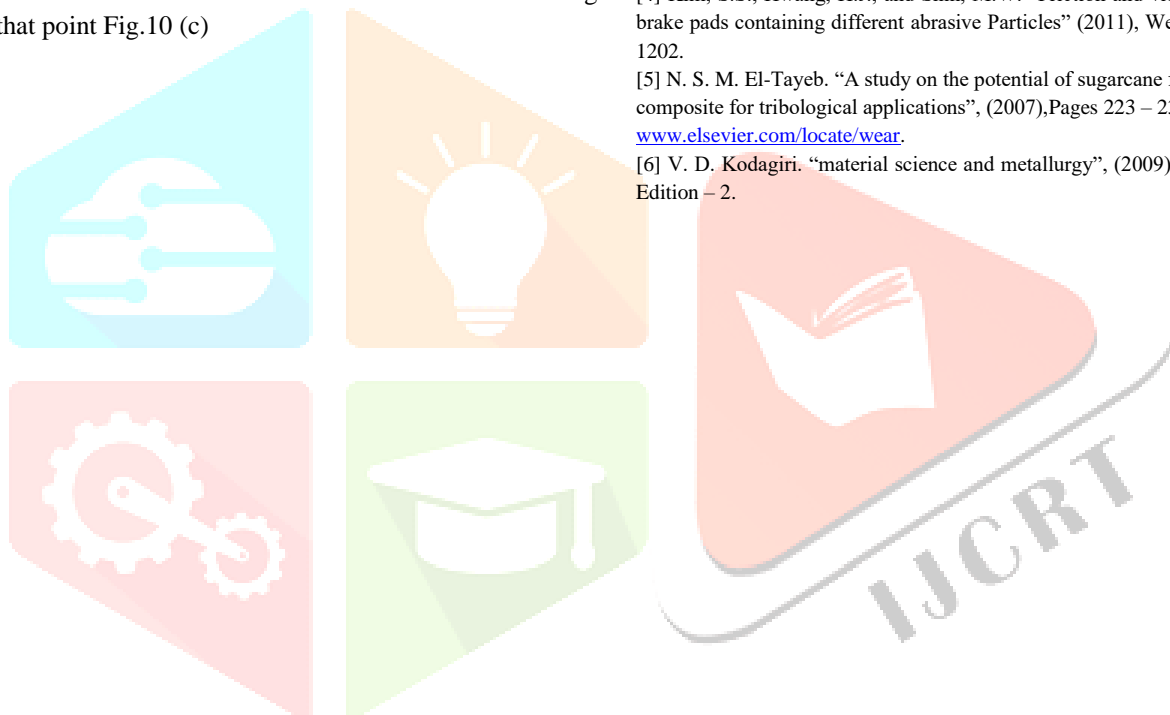 that point Fig.10 (c)
brake pads containing different abrasive Particles” (2011), We
1202.
[5] N. S. M. El-Tayeb. “A study on the potential of sugarcane
composite for tribological applications”, (2007),Pages 223 – 2
www.elsevier.com/locate/wear.
[6] V. D. Kodagiri. “material science and metallurgy”, (2009)
Edition – 2.
IJCRT